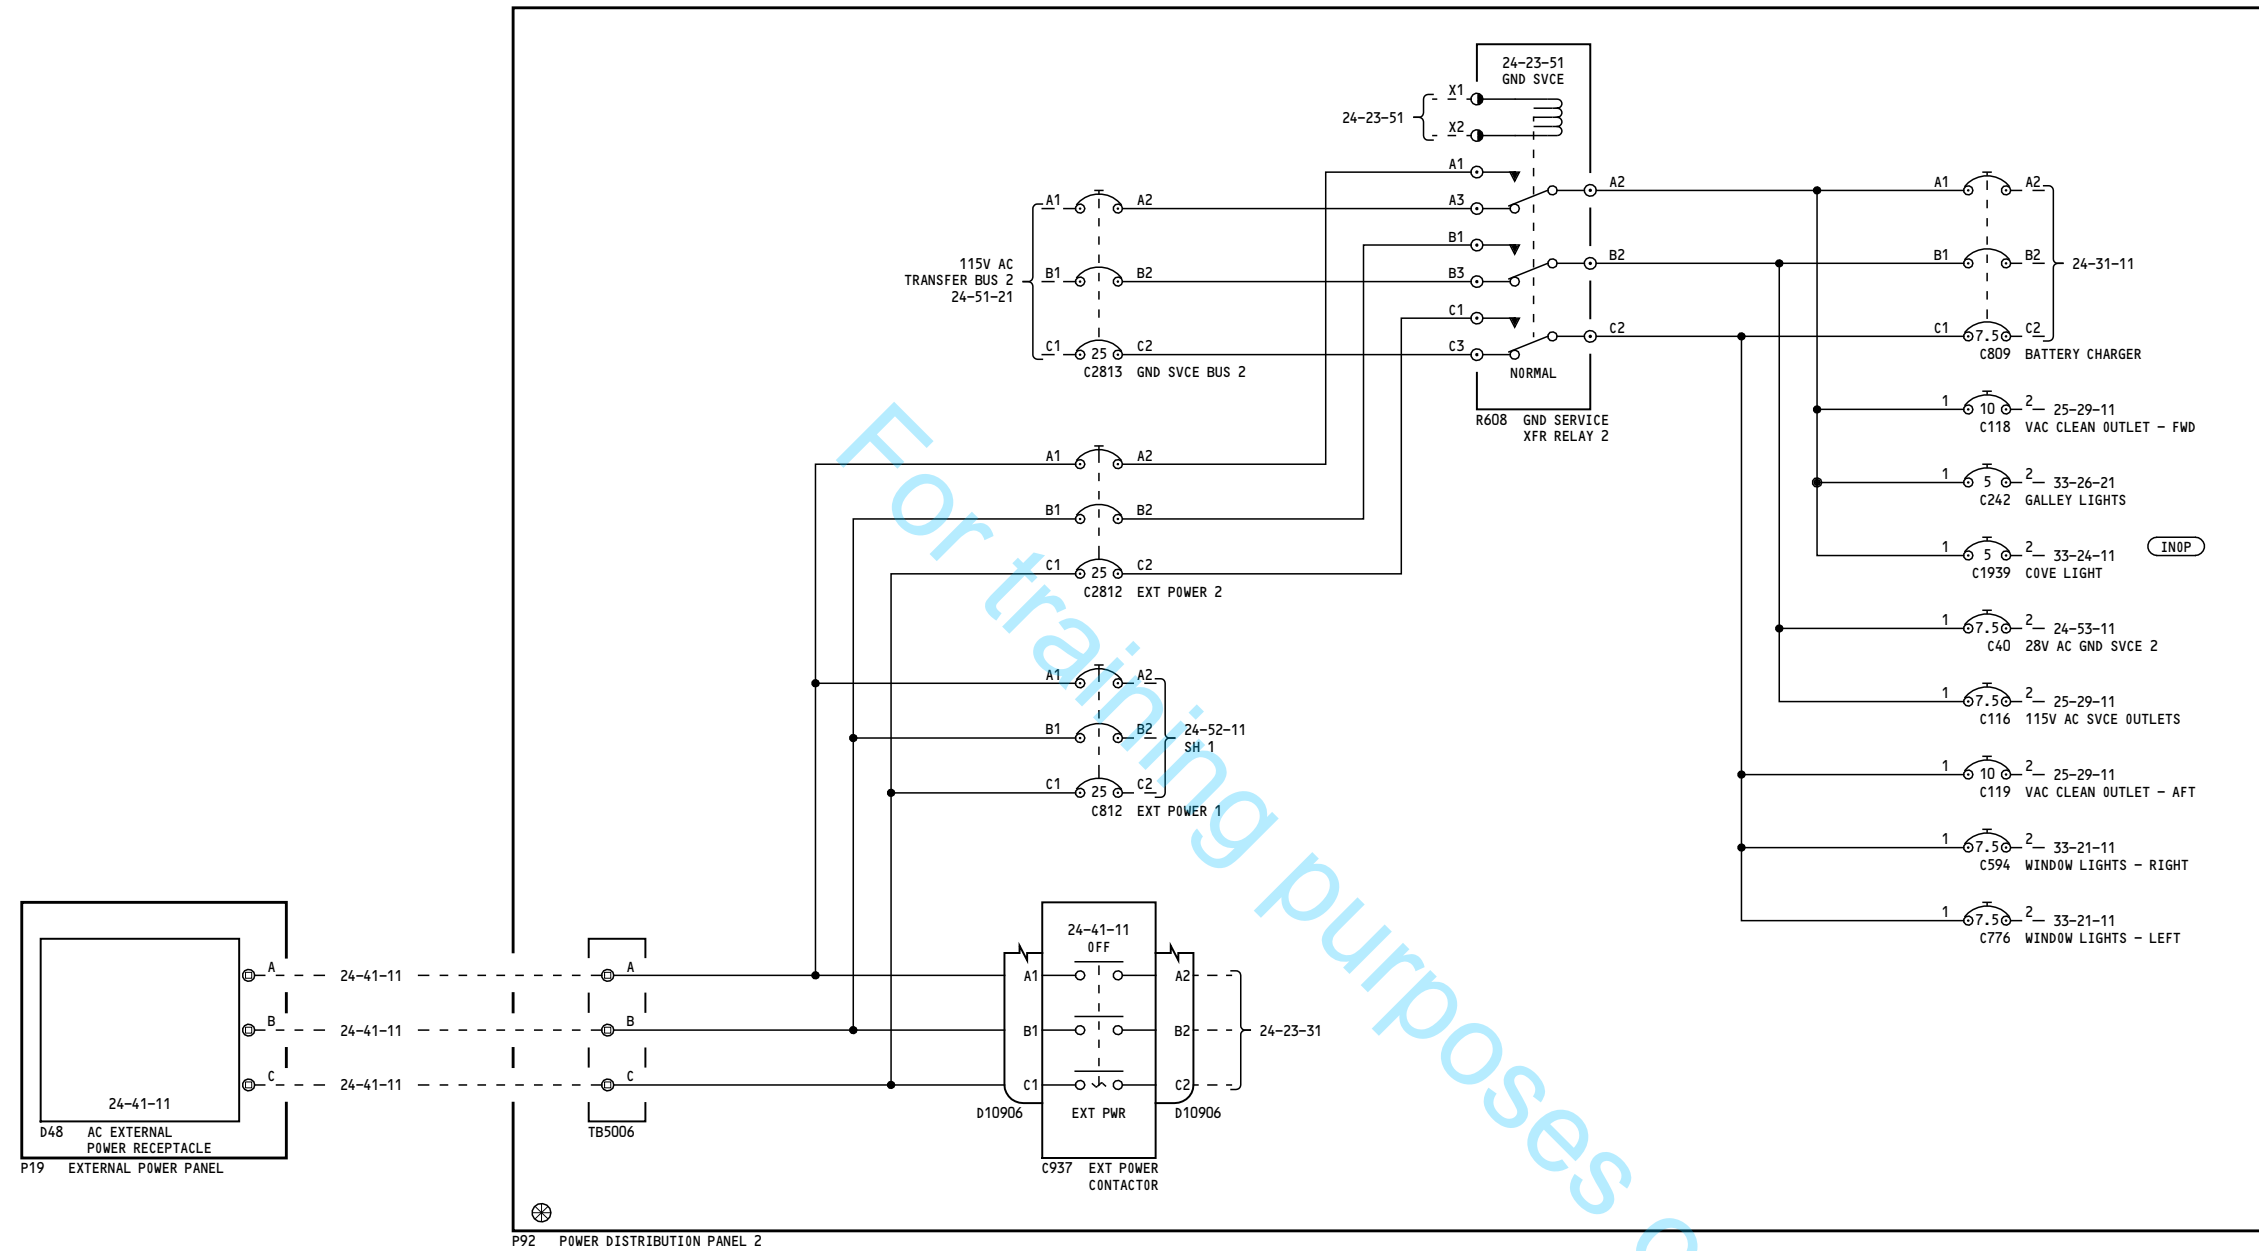 24-23-51
GND SVCE
X1
24-23-51
X2
A1
A2
A3
B1
B2
B3
C1
C2
C3
NORMAL
R608 GND SERVICE
XFR RELAY 2
115V AC
TRANSFER BUS 2
24-51-21
A1 A2
B1 B2
C1 25 C2
C2813 GND SVCE BUS 2
A1 A2
B1 B2
C1 25 C2
C2812 EXT POWER 2
A1 A2
B1 B2
C1 25 C2
C812 EXT POWER 1
24-52-11
SH 1
A1 A2
B1 B2
24-31-11
C1 7.5 C2
C809 BATTERY CHARGER
1 10 2 25-29-11
C118 VAC CLEAN OUTLET - FWD
1 5 2 33-26-21
C242 GALLEY LIGHTS
1 5 2 33-24-11
INOP
C1939 COVE LIGHT
1 7.5 2 24-53-11
C40 28V AC GND SVCE 2
1 7.5 2 25-29-11
C116 115V AC SVCE OUTLETS
1 10 2 25-29-11
C119 VAC CLEAN OUTLET - AFT
1 7.5 2 33-21-11
C594 WINDOW LIGHTS - RIGHT
1 7.5 2 33-21-11
C776 WINDOW LIGHTS - LEFT
A 24-41-11 A
B 24-41-11 B
C 24-41-11 C
24-41-11
D48 AC EXTERNAL
POWER RECEPTACLE
P19 EXTERNAL POWER PANEL
TB5006
24-41-11
OFF
A1 A2
B1 B2
24-23-31
C1 C2
D10906 EXT PWR D10906
C937 EXT POWER
CONTACTOR
P92 POWER DISTRIBUTION PANEL 2
For training purposes